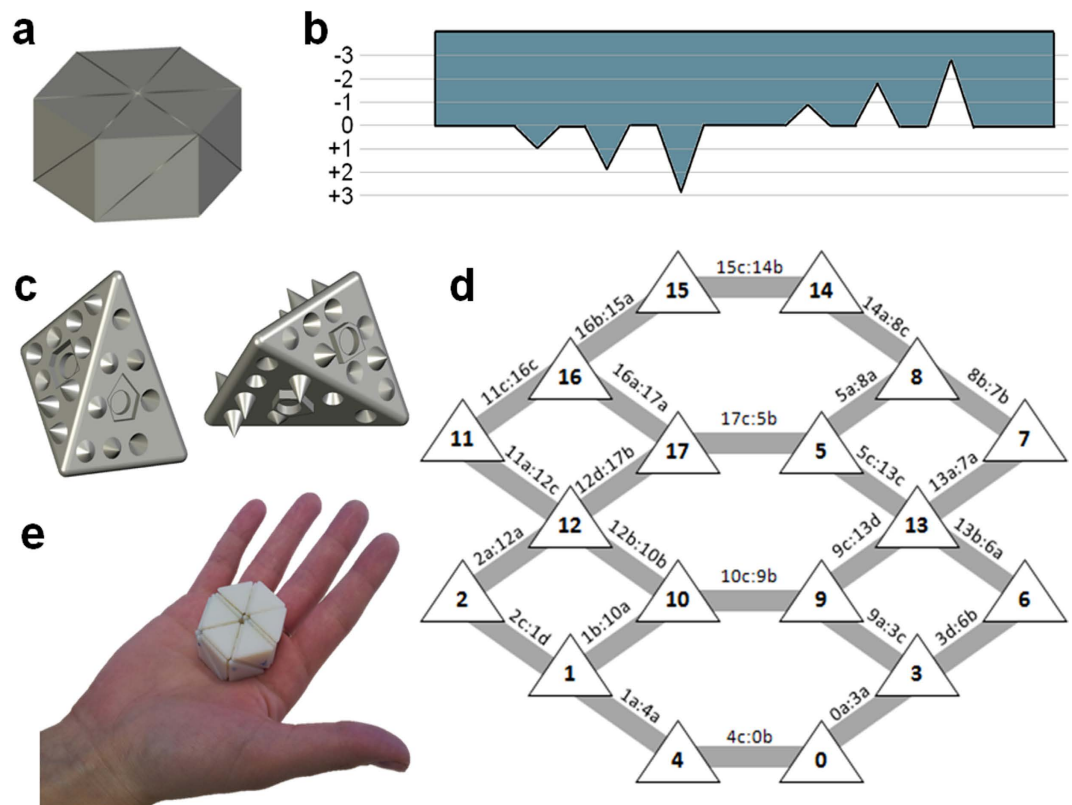 a
b
-3
-2
-1
0
+1
+2
+3
c
d
15c:14b
15
14
16b:15a
14a:8c
16
8
11c:16c
16a:17a
5a:8a
8b:7b
11
17
17c:5b
5
7
11a:12c
12d:17b
5c:13c
13a:7a
12
13
2a:12a
12b:10b
9c:13d
13b:6a
2
10
10c:9b
9
6
2c:1d
1b:10a
9a:3c
3d:6b
1
3
1a:4a
0a:3a
4
4c:0b
0
e